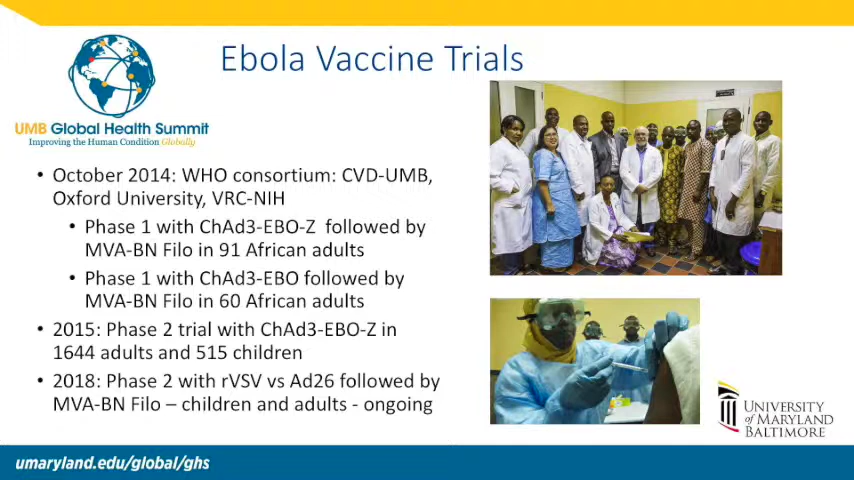 Ebola Vaccine Trials
UMB Global Health Summit
Improving the Human Condition Globally
• October 2014: WHO consortium: CVD-UMB,
Oxford University, VRC-NIH
• Phase 1 with ChAd3-EBO-Z followed by
MVA-BN Filo in 91 African adults
• Phase 1 with ChAd3-EBO followed by
MVA-BN Filo in 60 African adults
• 2015: Phase 2 trial with ChAd3-EBO-Z in
1644 adults and 515 children
• 2018: Phase 2 with rVSV vs Ad26 followed by
MVA-BN Filo – children and adults - ongoing
UNIVERSITY
of MARYLAND
BALTIMORE
umaryland.edu/global/ghs